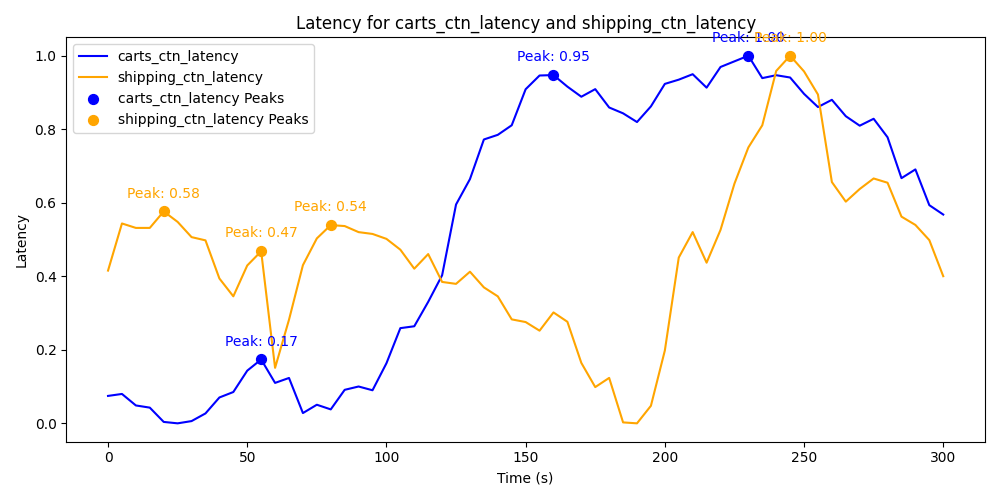 Latency for carts_ctn_latency and shipping_ctn_latency
carts_ctn_latency
shipping_ctn_latency
carts_ctn_latency Peaks
shipping_ctn_latency Peaks
Peak: 0.95
Peak: 1.00
Peak: 1.00
Peak: 0.58
Peak: 0.47
Peak: 0.54
Peak: 0.17
Latency
1.0
0.8
0.6
0.4
0.2
0.0
0 50 100 150 200 250 300
Time (s)